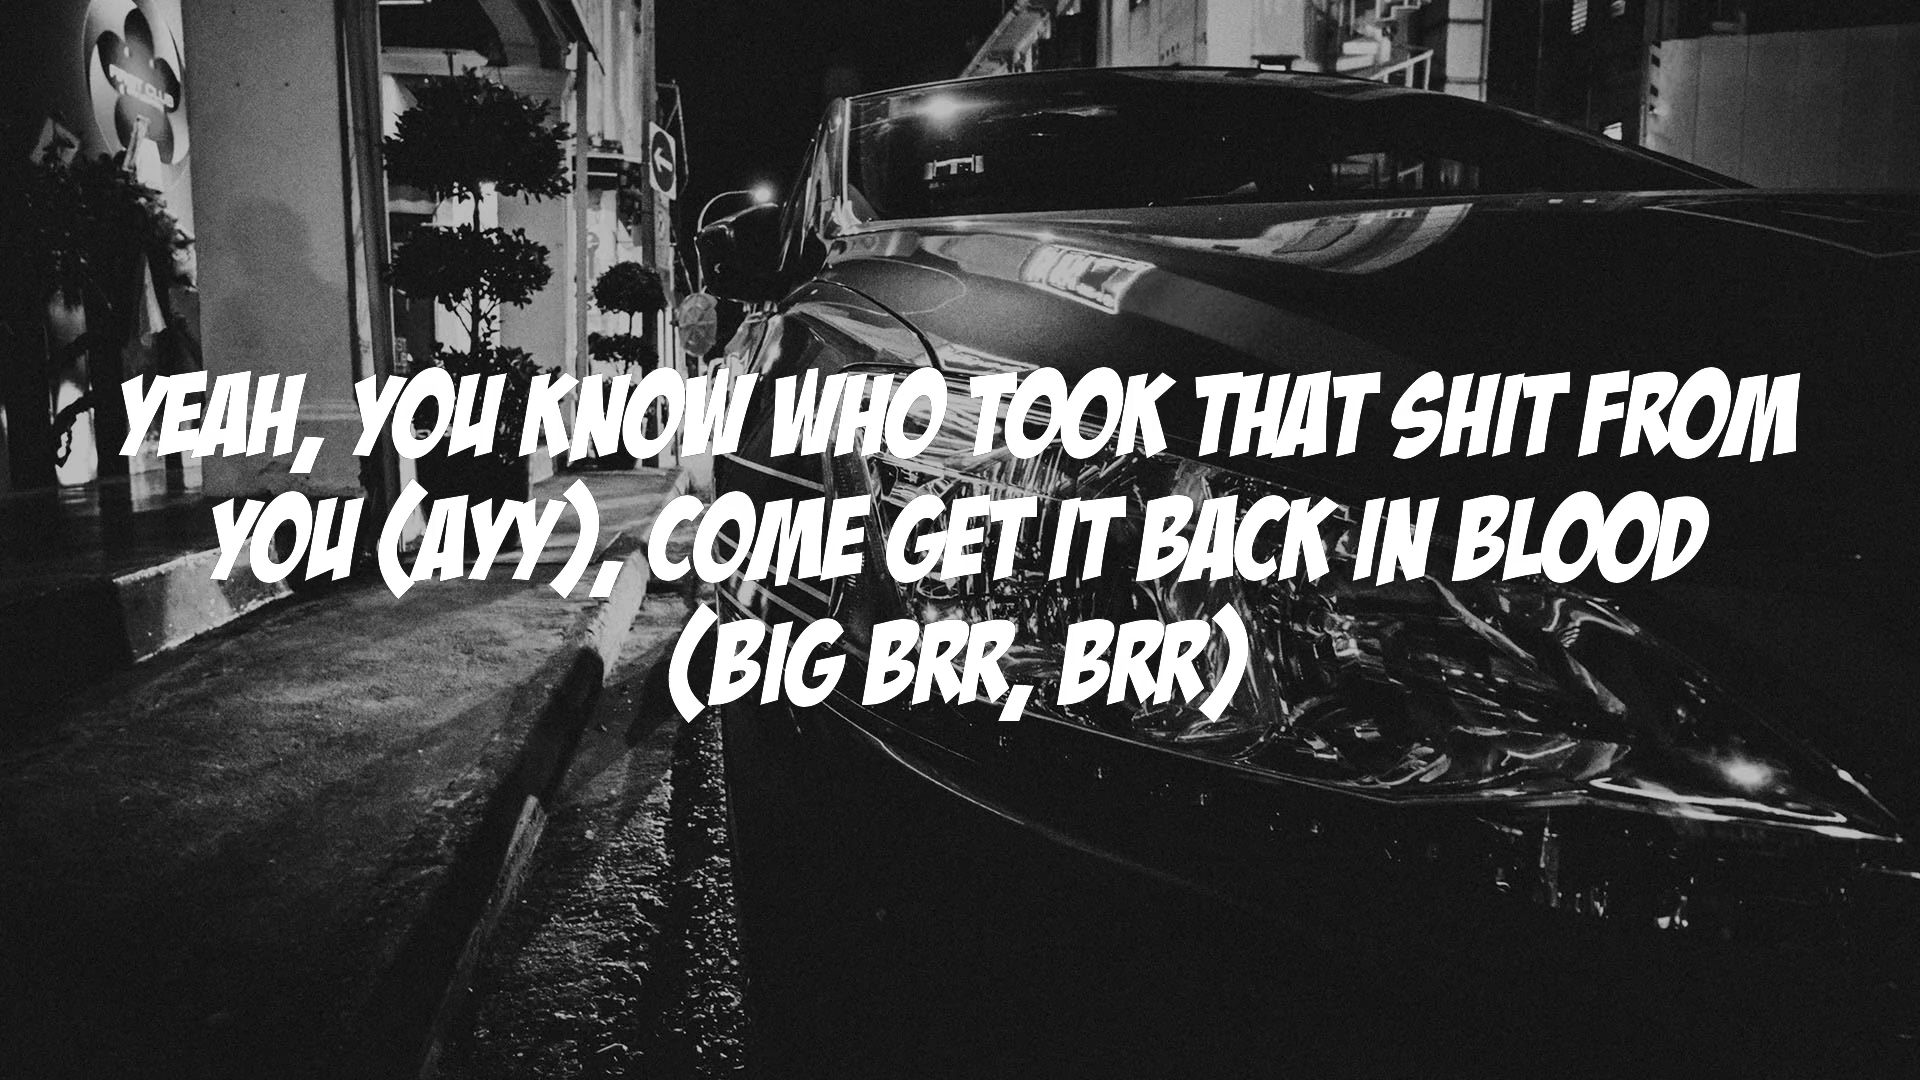 YEAH, YOU KNOW WHO TOOK THAT SHIT FROM
YOU (AYY), COME GET IT BACK IN BLOOD
(BIG BRR, BRR)